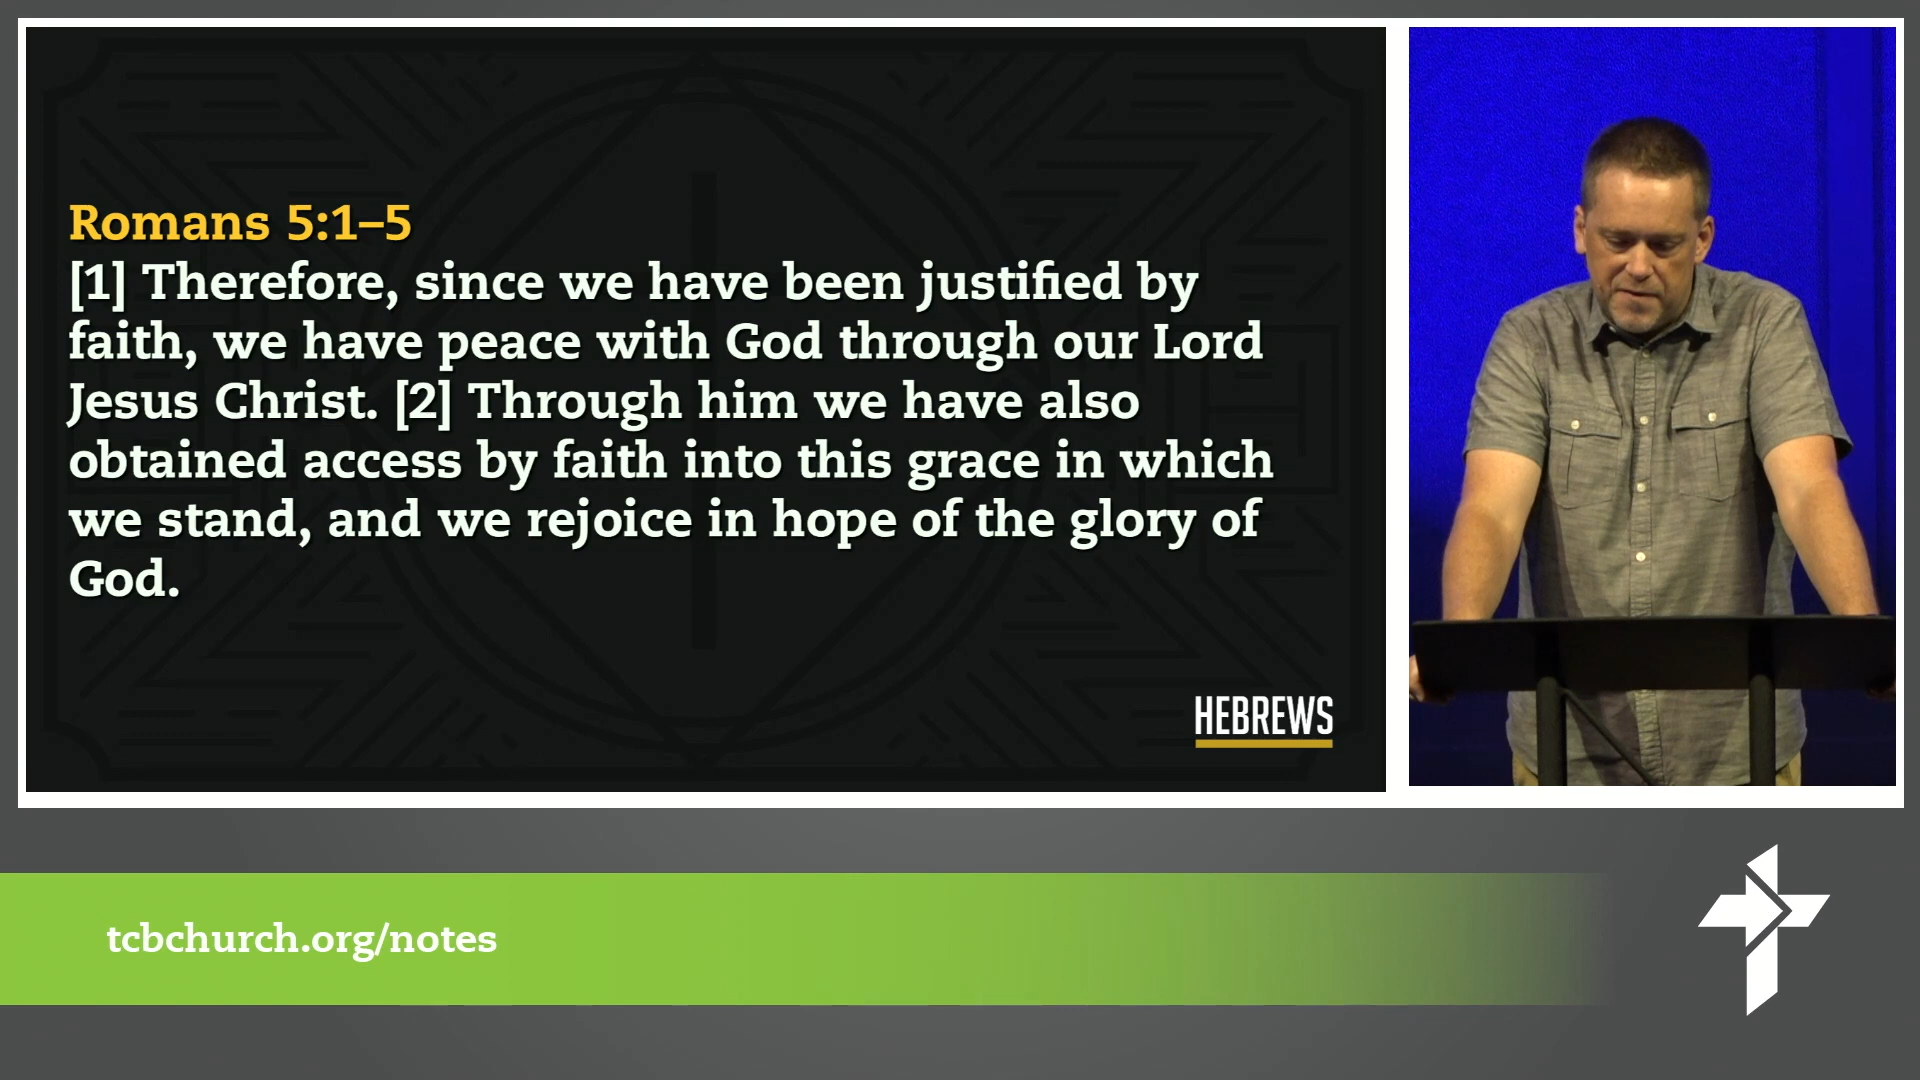 Romans 5:1–5
[1] Therefore, since we have been justified by
faith, we have peace with God through our Lord
Jesus Christ. [2] Through him we have also
obtained access by faith into this grace in which
we stand, and we rejoice in hope of the glory of
God.
HEBREWS
tcbchurch.org/notes